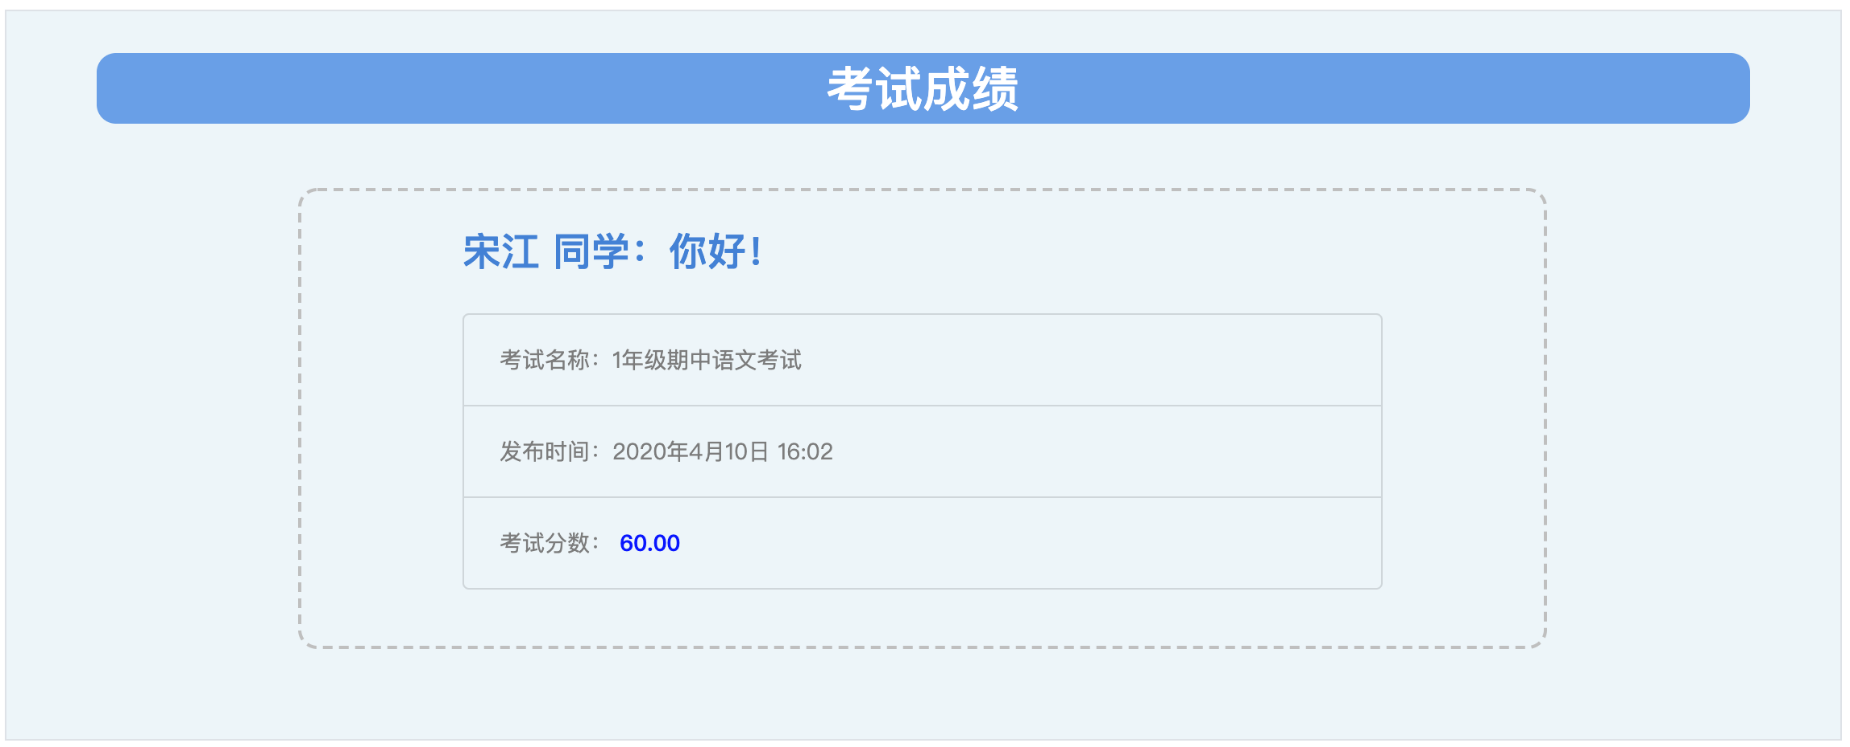 考试成绩
宋江 同学：你好！
考试名称：1年级期中语文考试
发布时间：2020年4月10日 16:02
考试分数： 60.00